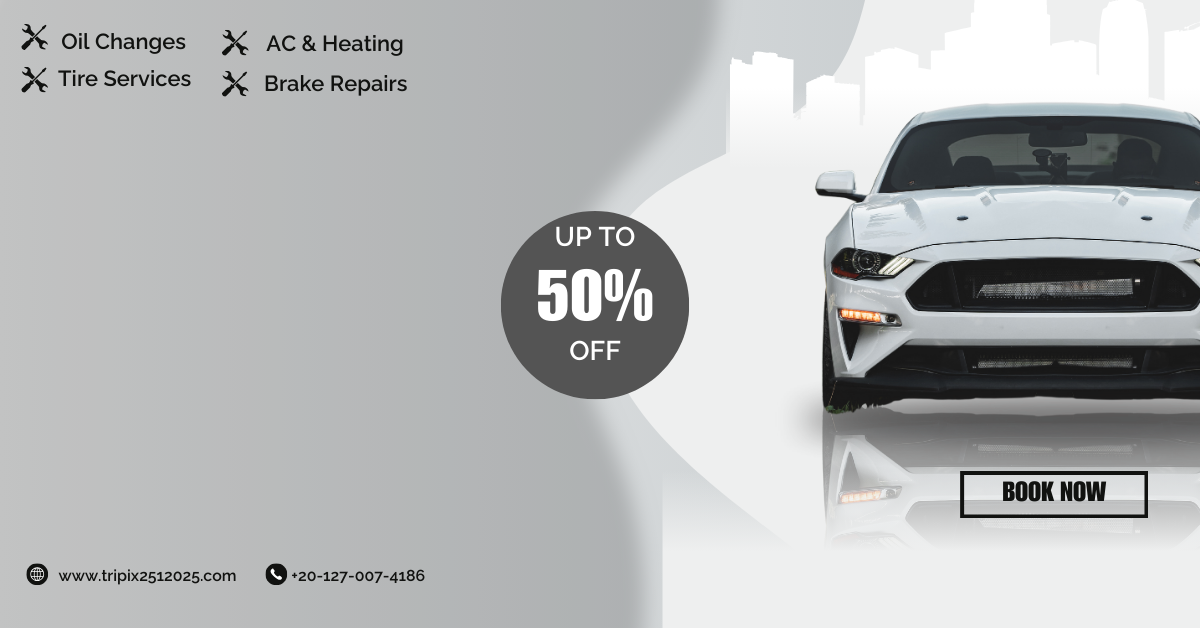 Oil Changes
AC & Heating
Tire Services
Brake Repairs
UP TO
50%
OFF
BOOK NOW
www.tripix2512025.com
+20-127-007-4186